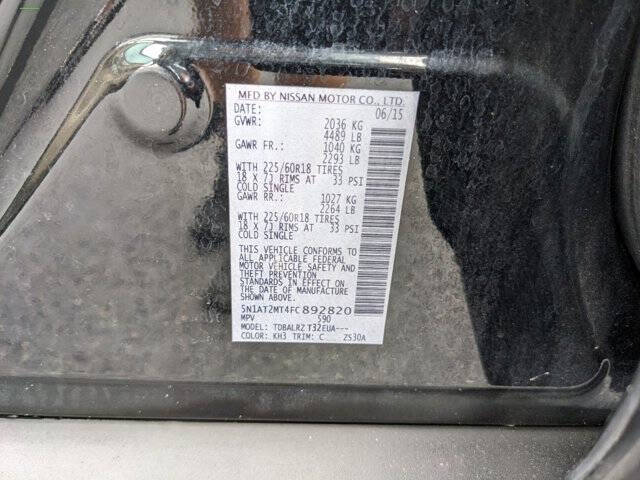 MFD BY NISSAN MOTOR CO., LTD.
DATE: 06/15
GVWR: 2036 KG
4489 LB
GAWR FR.: 1040 KG
2293 LB
WITH 225/60R18 TIRES
18 X 7J RIMS AT 33 PSI
COLD SINGLE
GAWR RR.: 1027 KG
2264 LB
WITH 225/60R18 TIRES
18 X 7J RIMS AT 33 PSI
COLD SINGLE
THIS VEHICLE CONFORMS TO
ALL APPLICABLE FEDERAL
MOTOR VEHICLE SAFETY AND
THEFT PREVENTION
STANDARDS IN EFFECT ON
THE DATE OF MANUFACTURE
SHOWN ABOVE.
5N1AT2MT4FC892820
MPV 590
MODEL: TDBALRZ T32EUA---
COLOR: KH3 TRIM: C ZS30A